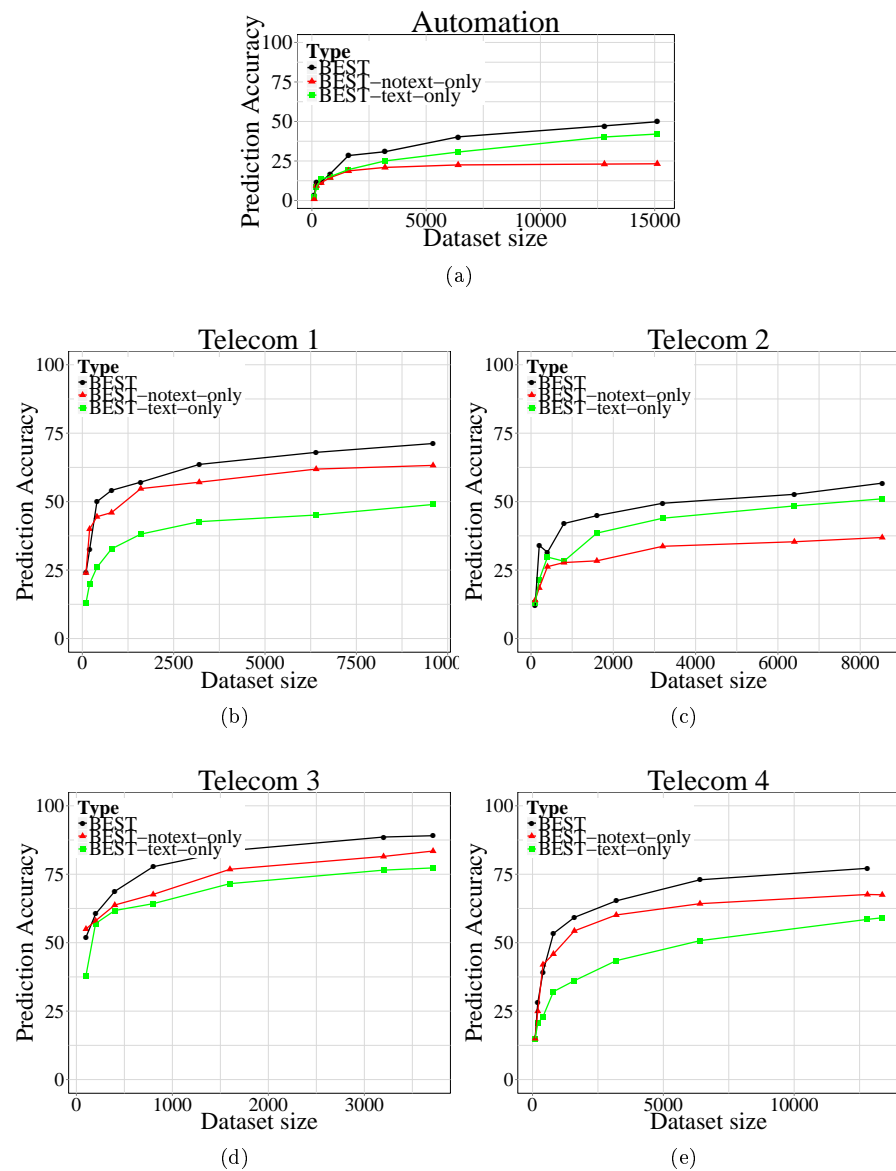 Automation
Prediction Accuracy
100
75
50
25
0
Type
BEST
BEST-notext-only
BEST-text-only
0 5000 10000 15000
Dataset size
(a)
Telecom 1
Prediction Accuracy
100
75
50
25
0
Type
BEST
BEST-notext-only
BEST-text-only
0 2500 5000 7500 1000
Dataset size
(b)
Telecom 2
Prediction Accuracy
100
75
50
25
0
Type
BEST
BEST-notext-only
BEST-text-only
0 2000 4000 6000 8000
Dataset size
(c)
Telecom 3
Prediction Accuracy
100
75
50
25
0
Type
BEST
BEST-notext-only
BEST-text-only
0 1000 2000 3000
Dataset size
(d)
Telecom 4
Prediction Accuracy
100
75
50
25
0
Type
BEST
BEST-notext-only
BEST-text-only
0 5000 10000
Dataset size
(e)